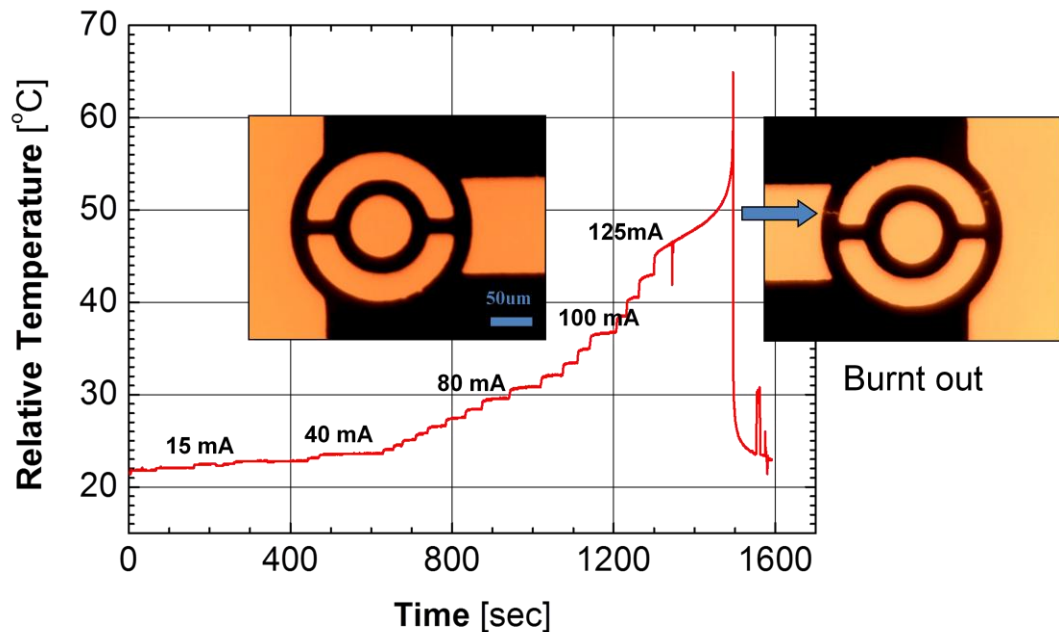 Relative Temperature [°C]
70
60
50
40
30
20
50um
125mA
100 mA
80 mA
40 mA
15 mA
Burnt out
0
400
800
1200
1600
Time [sec]